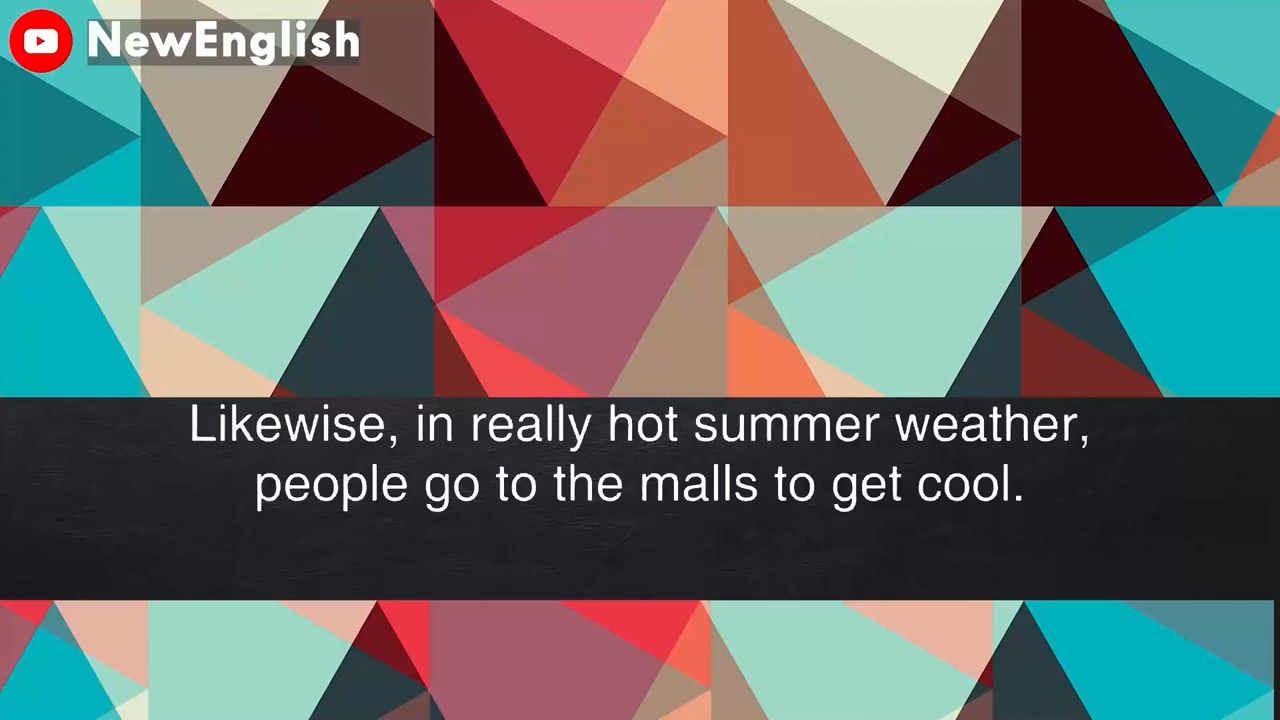 NewEnglish
Likewise, in really hot summer weather,
people go to the malls to get cool.